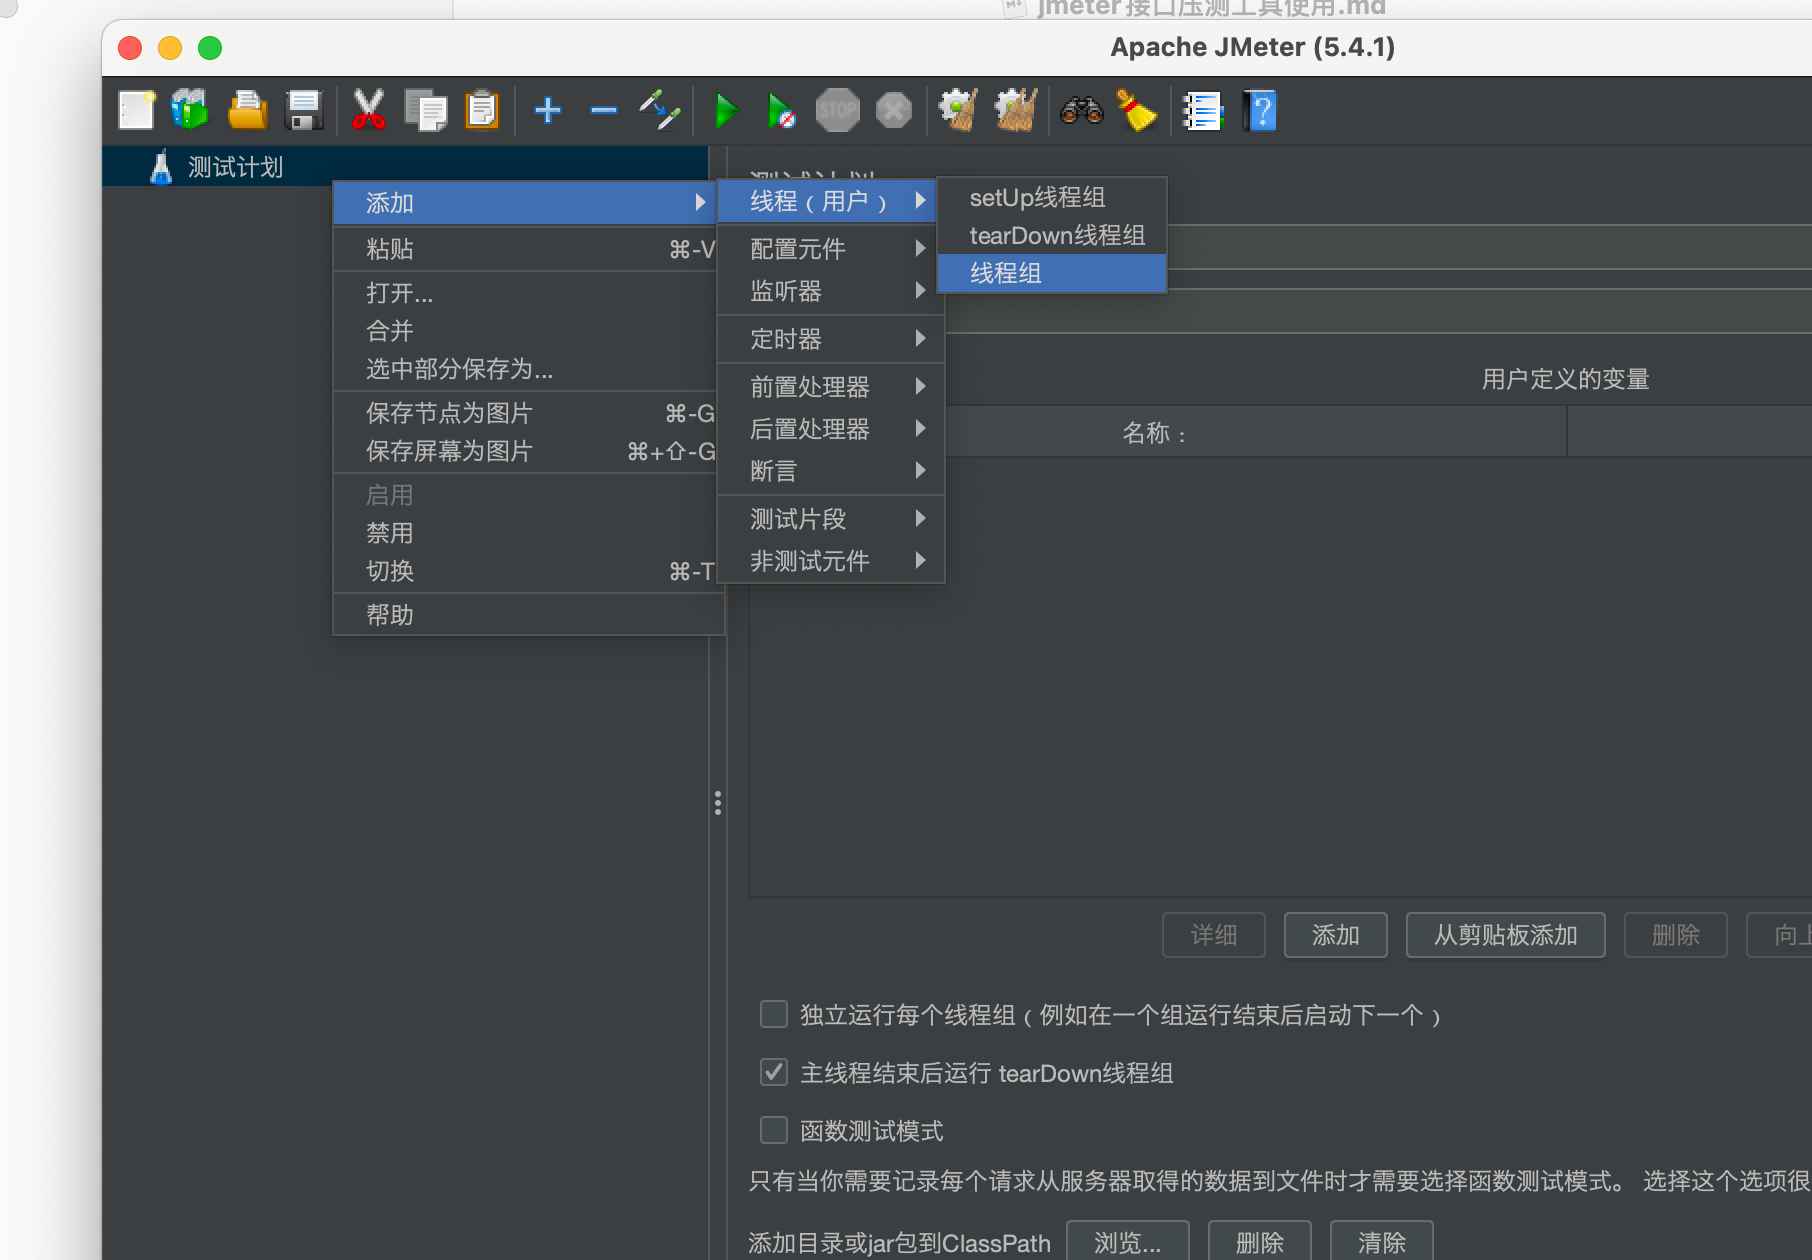 jmeter接口压测工具使用.md
Apache JMeter (5.4.1)
STOP
测试计划
测试计划
添加
粘贴 ⌘-V
打开...
合并
选中部分保存为...
保存节点为图片 ⌘-G
保存屏幕为图片 ⌘+⇧-G
启用
禁用
切换 ⌘-T
帮助
线程（用户）
配置元件
监听器
定时器
前置处理器
后置处理器
断言
测试片段
非测试元件
setUp线程组
tearDown线程组
线程组
用户定义的变量
名称：
详细 添加 从剪贴板添加 删除 向上
独立运行每个线程组（例如在一个组运行结束后启动下一个）
主线程结束后运行 tearDown线程组
函数测试模式
只有当你需要记录每个请求从服务器取得的数据到文件时才需要选择函数测试模式。 选择这个选项很
添加目录或jar包到ClassPath 浏览... 删除 清除